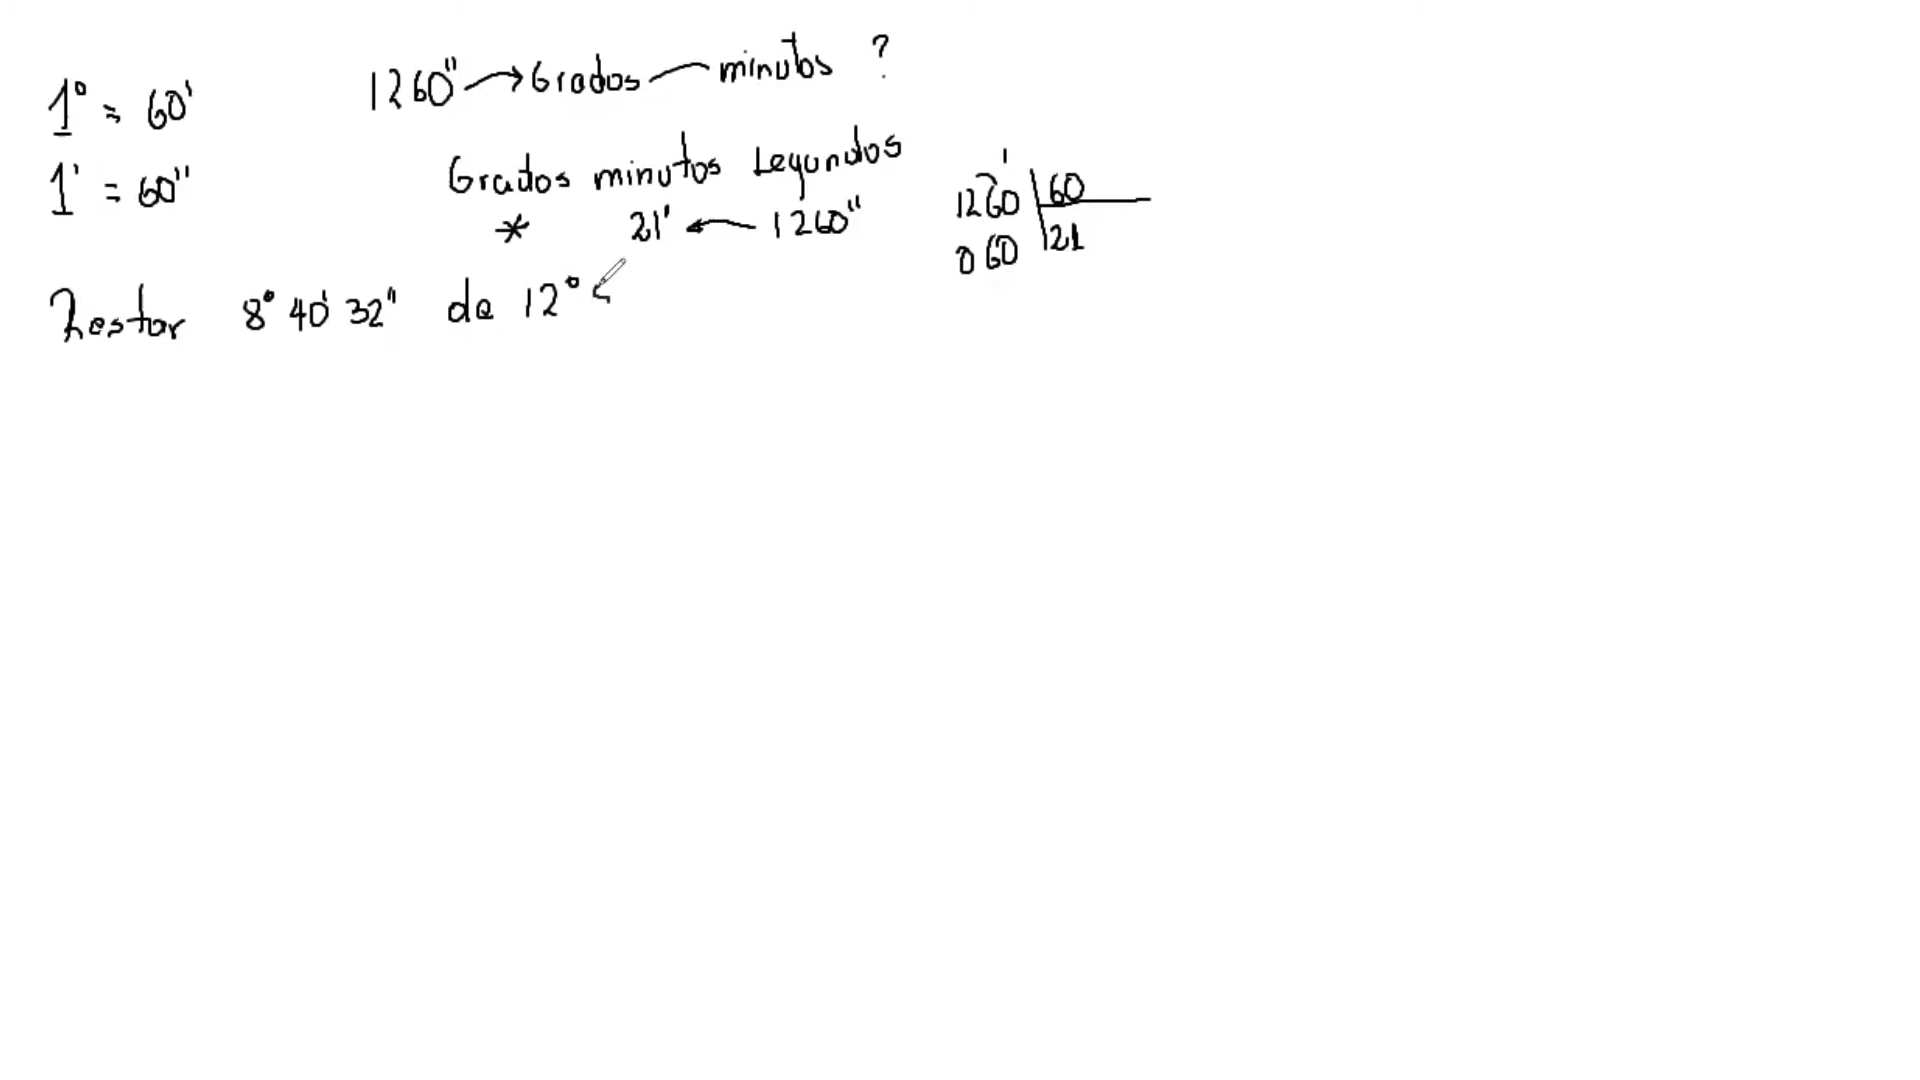 1° = 60'
1' = 60"
1260" → Grados — minutos ?
Grados minutos Segundos
* 21' ← 1260"
1260 | 60
060 | 21
Restar 8° 40' 32" de 12°